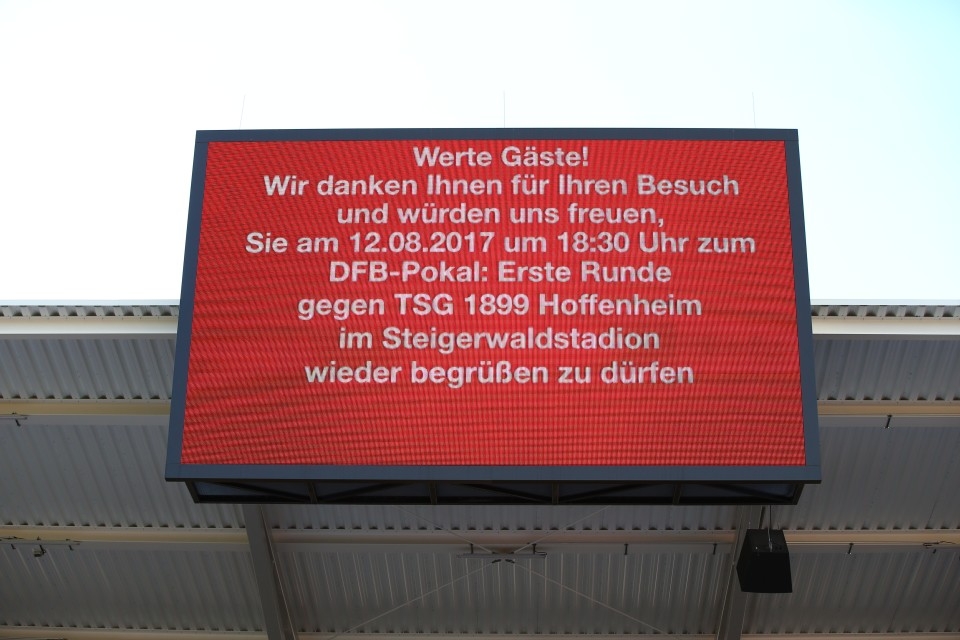 Werte Gäste!
Wir danken Ihnen für Ihren Besuch
und würden uns freuen,
Sie am 12.08.2017 um 18:30 Uhr zum
DFB-Pokal: Erste Runde
gegen TSG 1899 Hoffenheim
im Steigerwaldstadion
wieder begrüßen zu dürfen